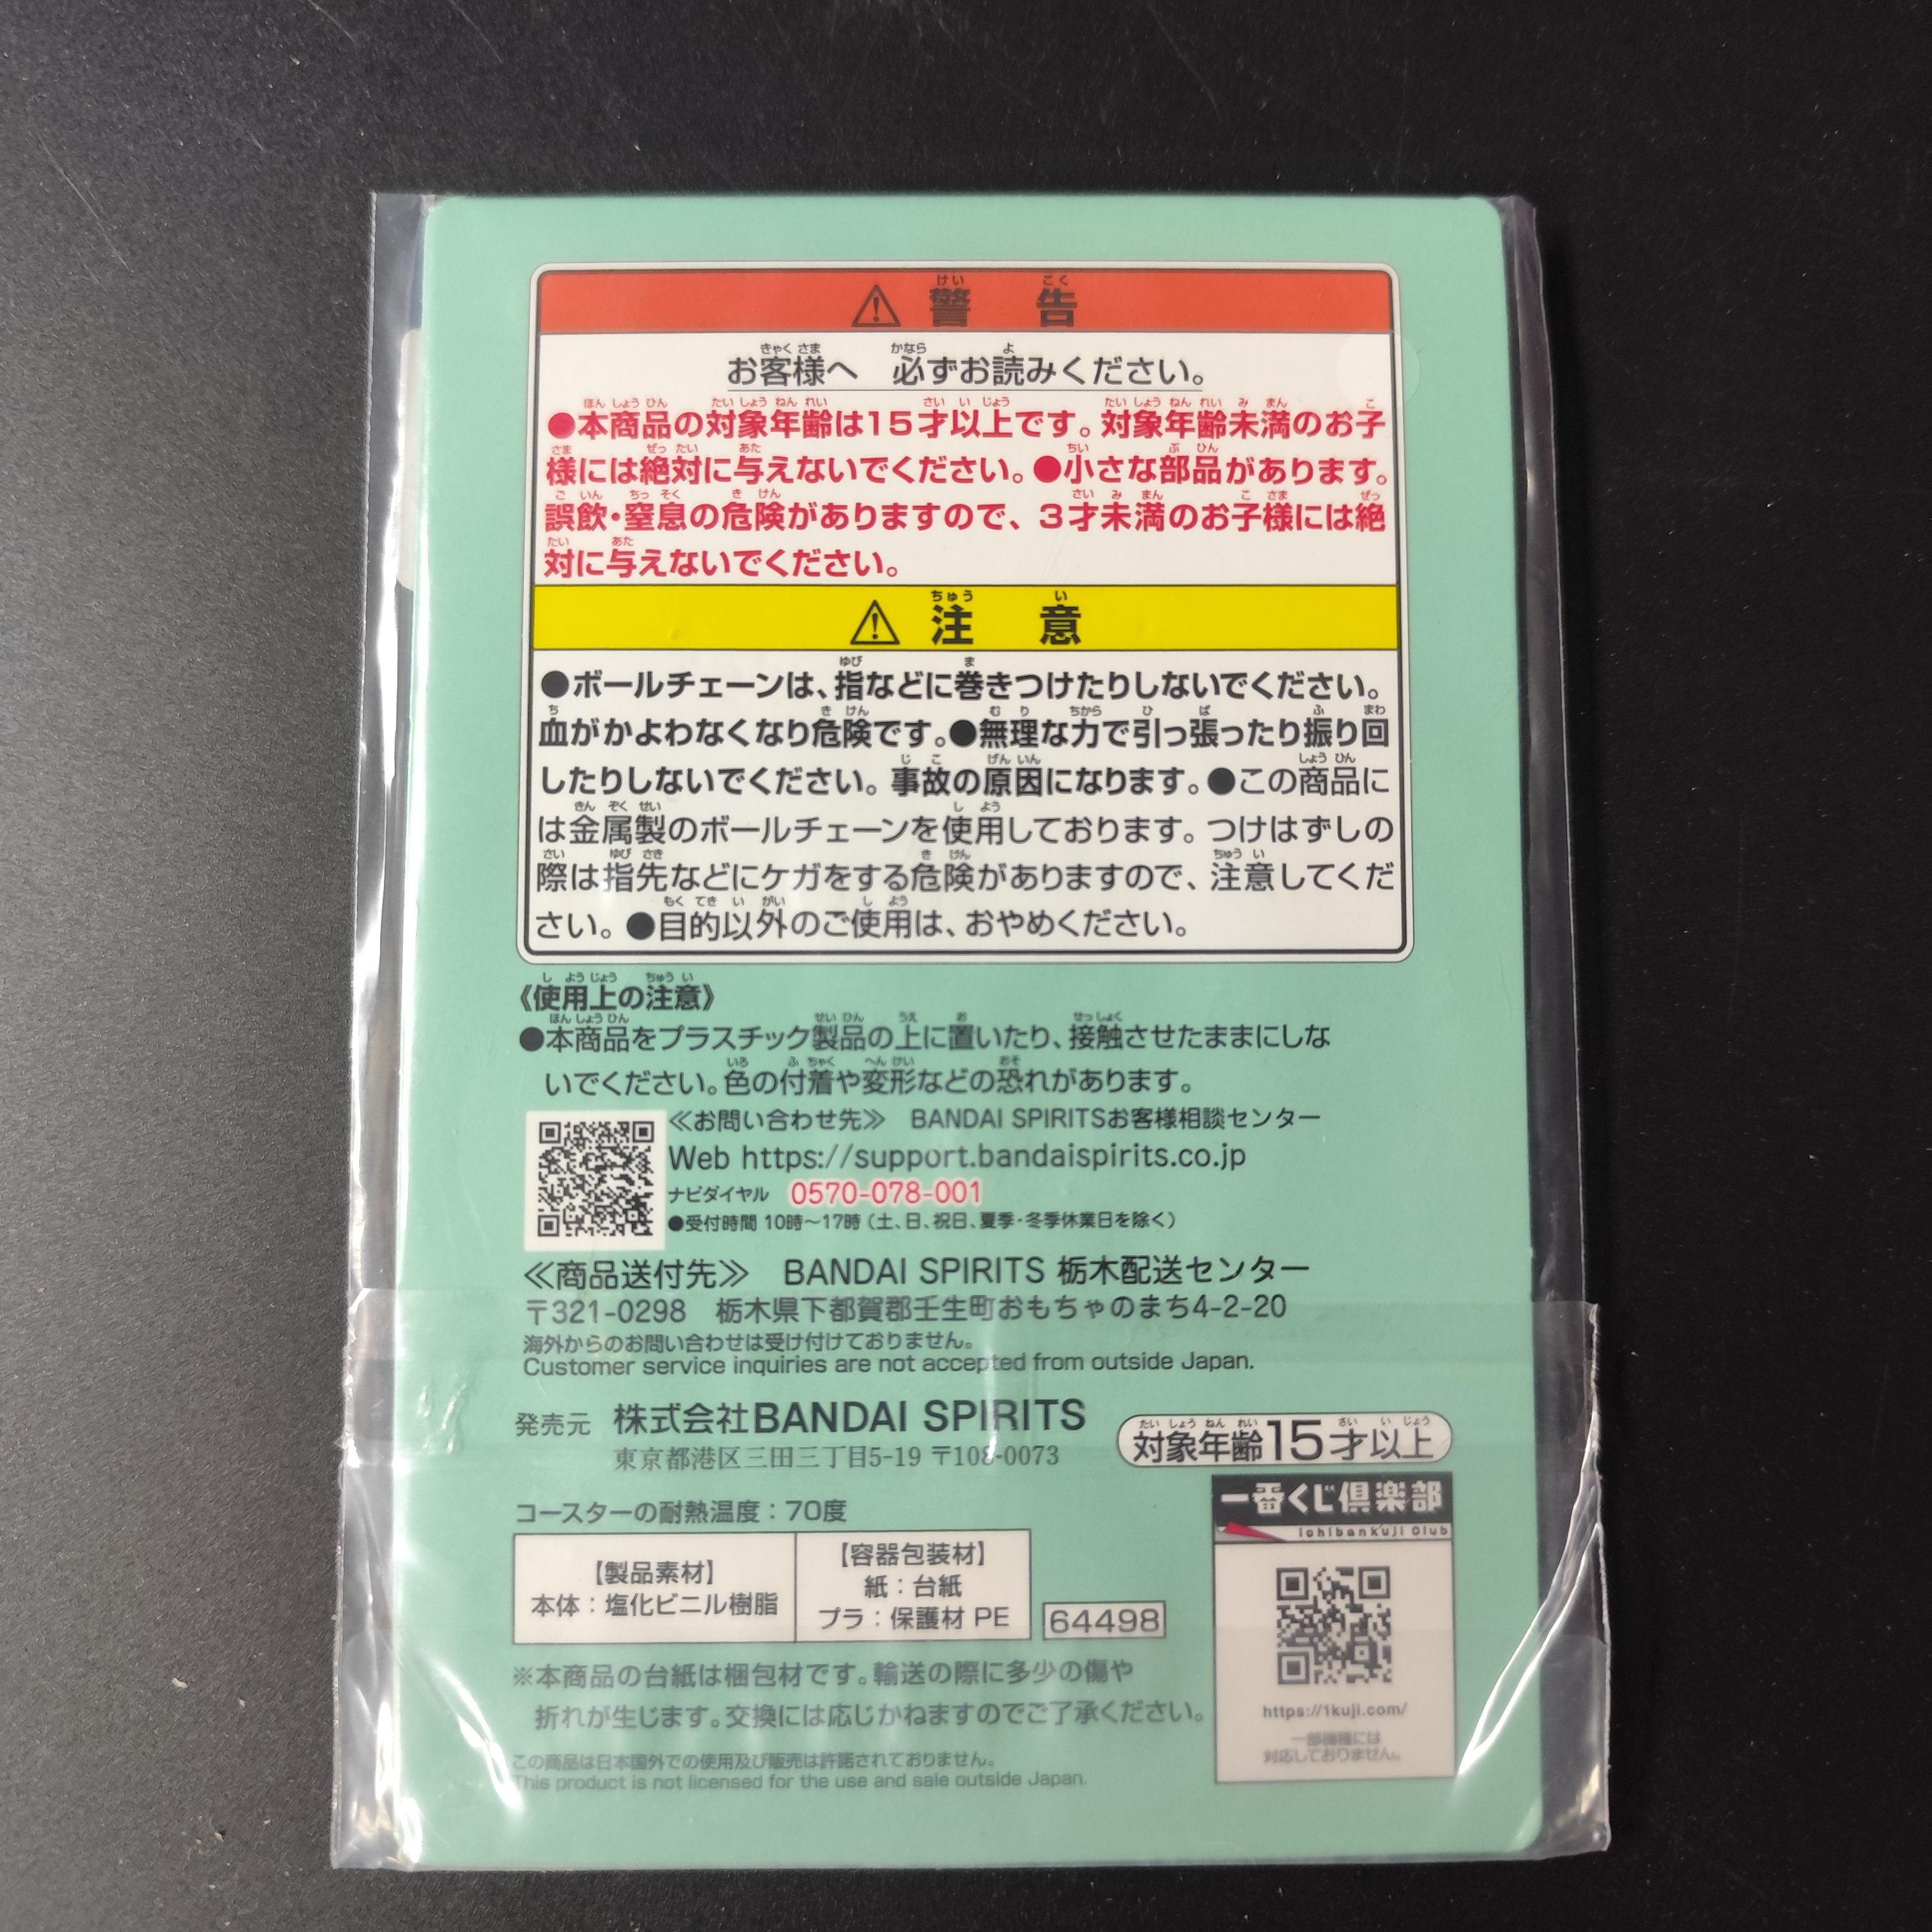 ⚠ 警告
お客様へ 必ずお読みください。
●本商品の対象年齢は15才以上です。対象年齢未満のお子
様には絶対に与えないでください。●小さな部品があります。
誤飲・窒息の危険がありますので、3才未満のお子様には絶
対に与えないでください。
⚠ 注意
●ボールチェーンは、指などに巻きつけたりしないでください。
血がかよわなくなり危険です。●無理な力で引っ張ったり振り回
したりしないでください。事故の原因になります。●この商品に
は金属製のボールチェーンを使用しております。つけはずしの
際は指先などにケガをする危険がありますので、注意してくだ
さい。●目的以外のご使用は、おやめください。
《使用上の注意》
●本商品をプラスチック製品の上に置いたり、接触させたままにしな
いでください。色の付着や変形などの恐れがあります。
≪お問い合わせ先≫ BANDAI SPIRITSお客様相談センター
Web https://support.bandaispirits.co.jp
ナビダイヤル 0570-078-001
●受付時間 10時〜17時（土、日、祝日、夏季・冬季休業日を除く）
≪商品送付先≫ BANDAI SPIRITS 栃木配送センター
〒321-0298 栃木県下都賀郡壬生町おもちゃのまち4-2-20
海外からのお問い合わせは受け付けておりません。
Customer service inquiries are not accepted from outside Japan.
発売元 株式会社BANDAI SPIRITS
東京都港区三田三丁目5-19 〒108-0073
対象年齢15才以上
コースターの耐熱温度：70度
【製品素材】
本体：塩化ビニル樹脂
【容器包装材】
紙：台紙
プラ：保護材 PE
64498
一番くじ倶楽部
Ichibankuji Club
https://1kuji.com/
一部機種には
対応しておりません。
※本商品の台紙は梱包材です。輸送の際に多少の傷や
折れが生じます。交換には応じかねますのでご了承ください。
この商品は日本国外での使用及び販売は許諾されておりません。
This product is not licensed for the use and sale outside Japan.